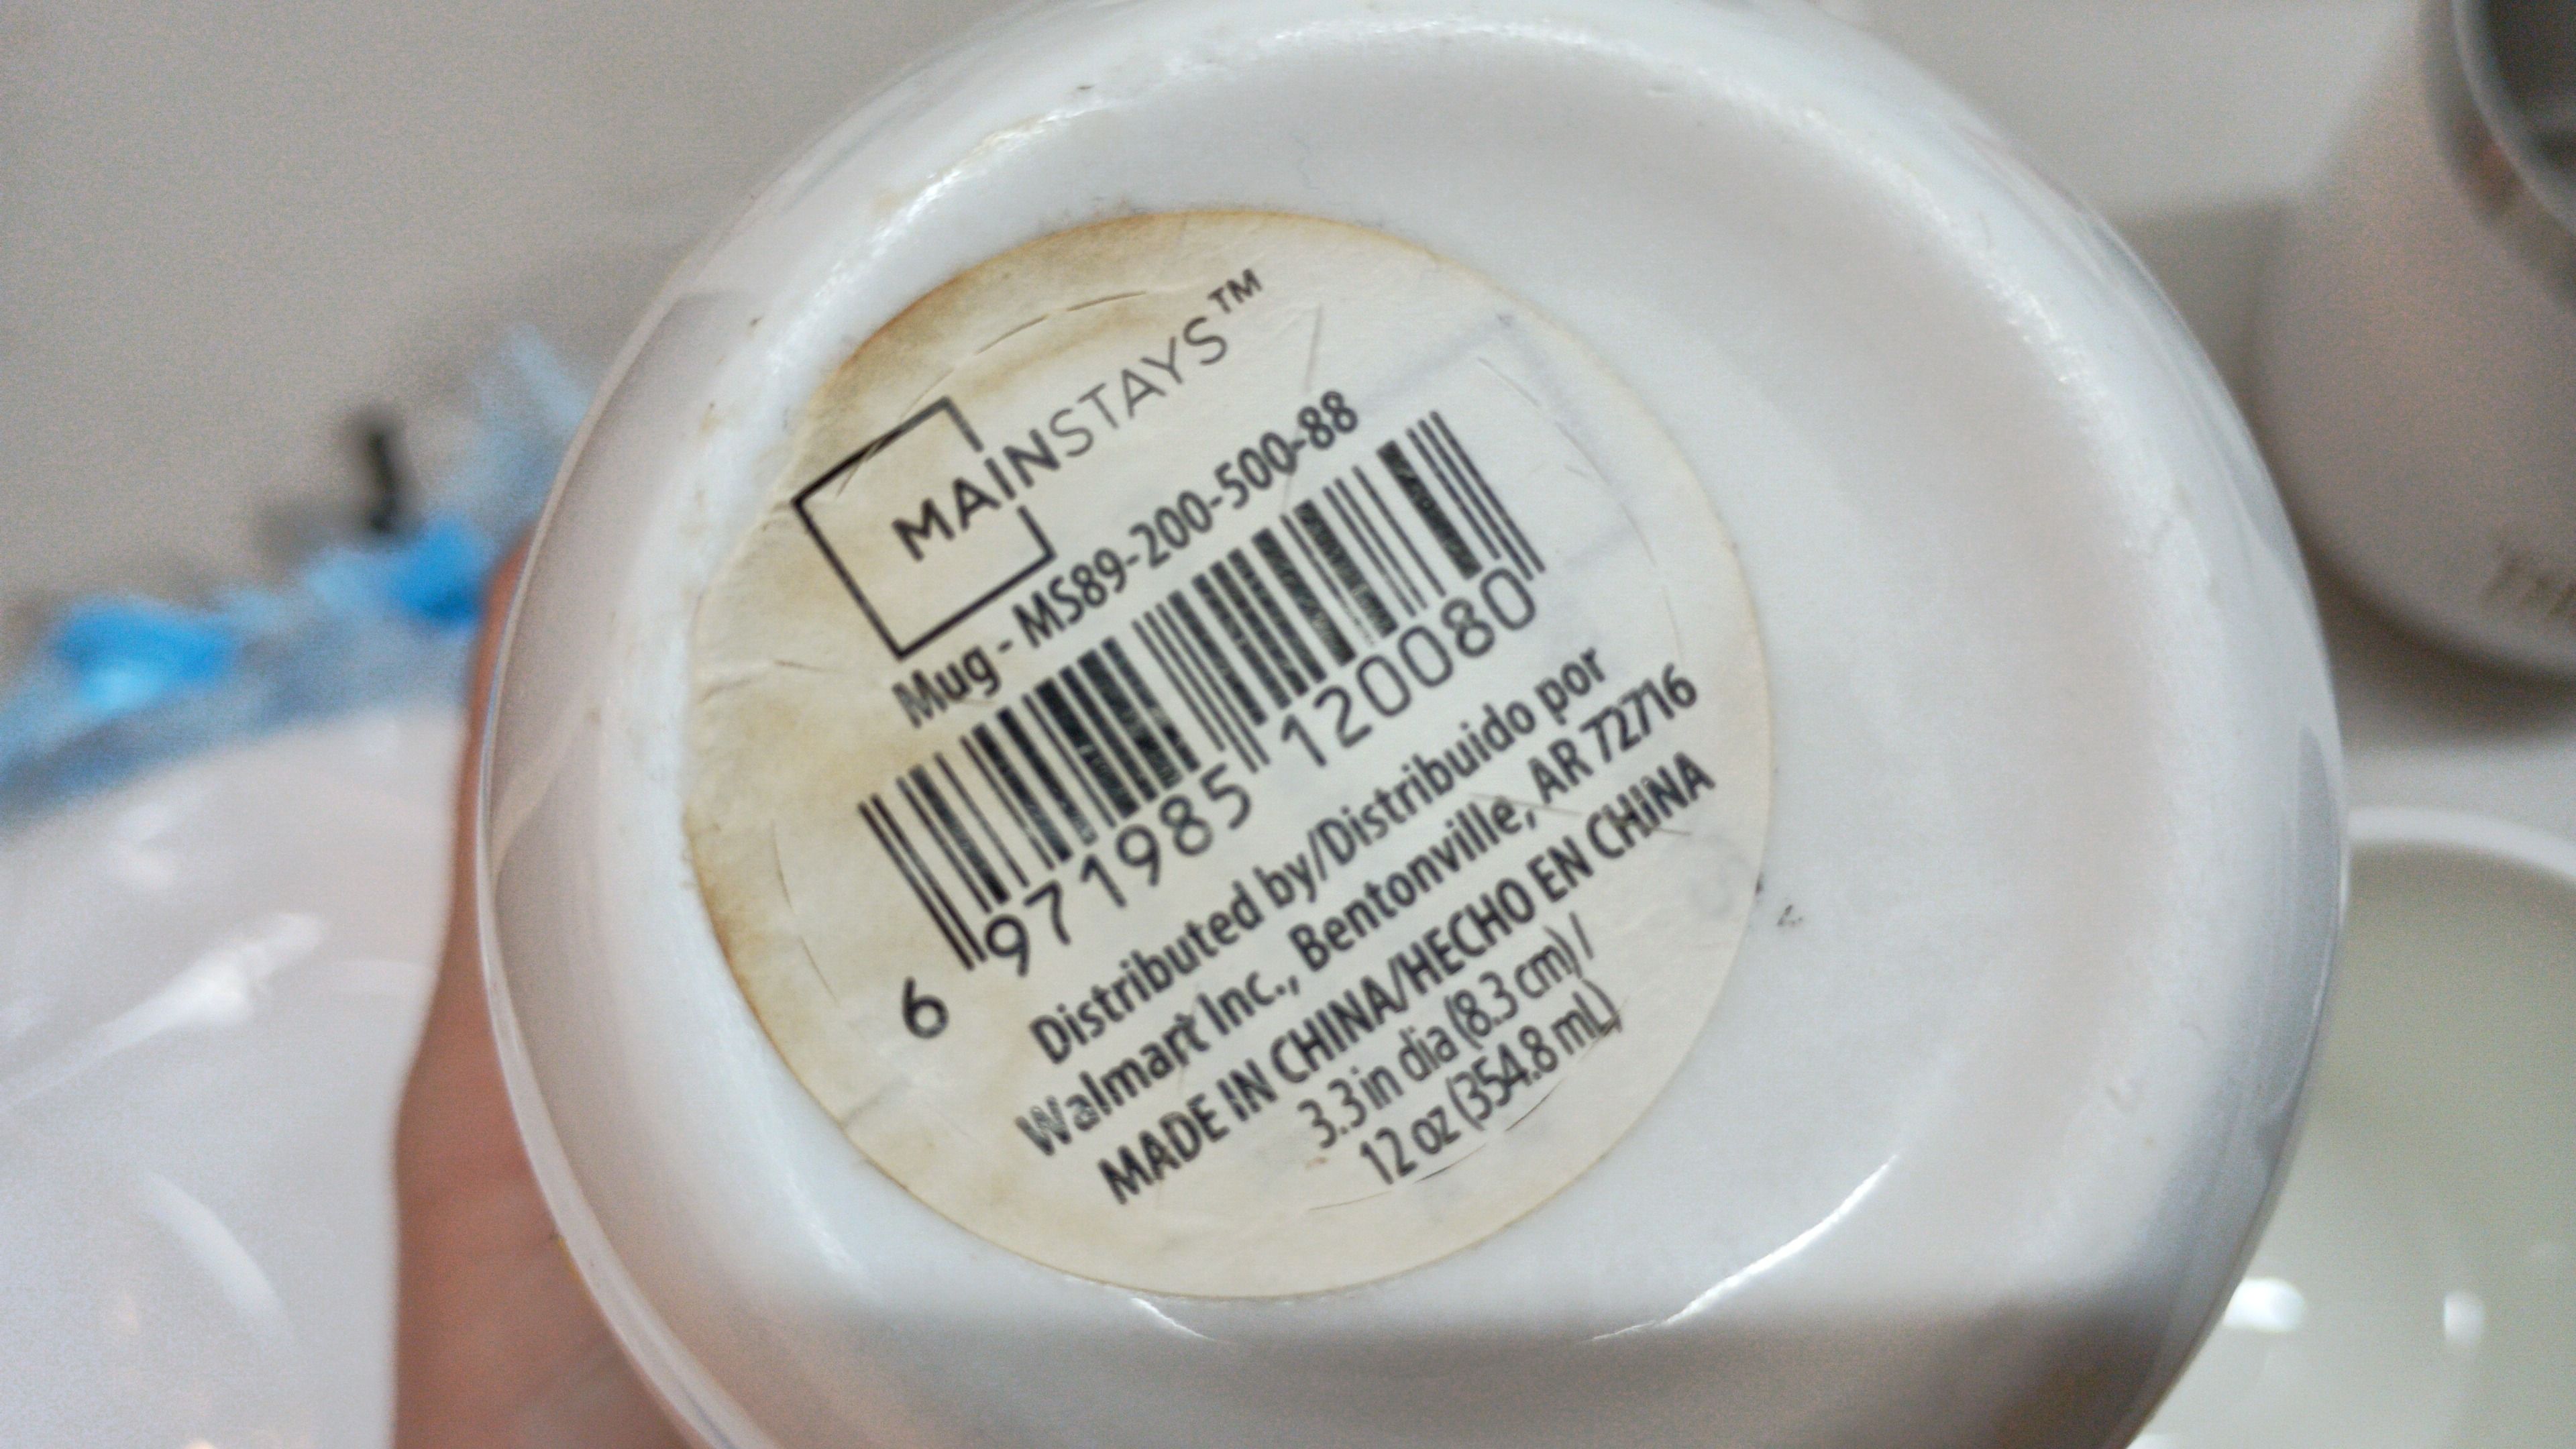 MAINSTAYS™
Mug - MS89-200-500-88
6 971985 120080
Distributed by/Distribuido por
Walmart Inc., Bentonville, AR 72716
MADE IN CHINA/HECHO EN CHINA
3.3 in dia (8.3 cm) /
12 oz (354.8 mL)